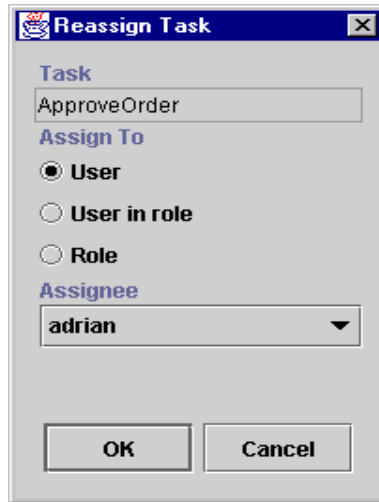 Reassign Task
Task
ApproveOrder
Assign To
User
User in role
Role
Assignee
adrian
OK Cancel